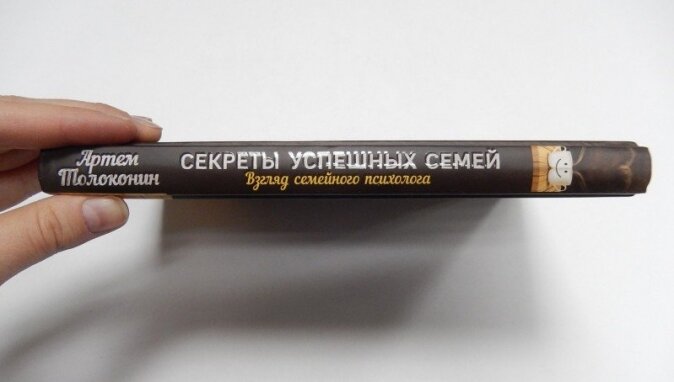 Артем
Толоконин
СЕКРЕТЫ УСПЕШНЫХ СЕМЕЙ
Взгляд семейного психолога